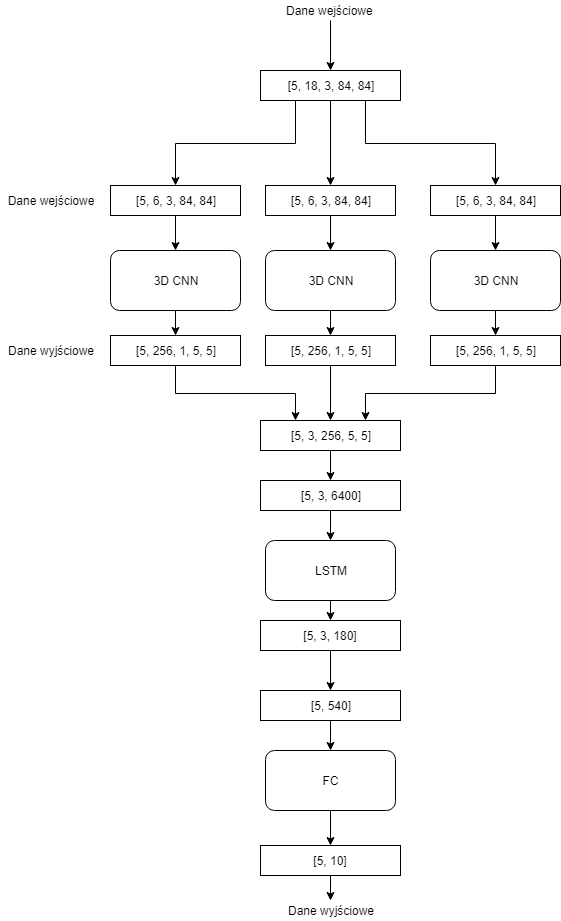 Dane wejściowe
[5, 18, 3, 84, 84]
Dane wejściowe
[5, 6, 3, 84, 84]
[5, 6, 3, 84, 84]
[5, 6, 3, 84, 84]
3D CNN
3D CNN
3D CNN
Dane wyjściowe
[5, 256, 1, 5, 5]
[5, 256, 1, 5, 5]
[5, 256, 1, 5, 5]
[5, 3, 256, 5, 5]
[5, 3, 6400]
LSTM
[5, 3, 180]
[5, 540]
FC
[5, 10]
Dane wyjściowe